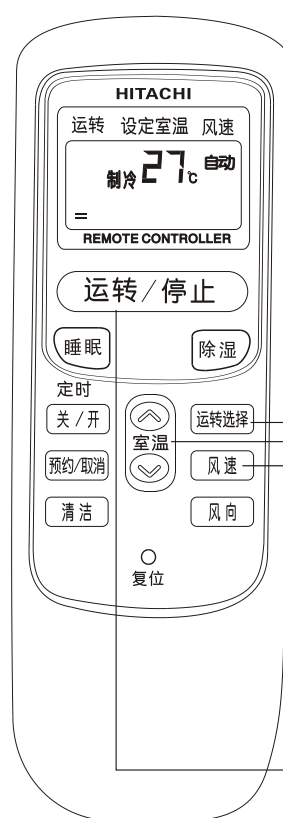 HITACHI
运转 设定室温 风速
制冷 27℃ 自动
REMOTE CONTROLLER
运转/停止
睡眠 除湿
定时
关/开 运转选择
室温
预约/取消 风速
清洁 风向
复位